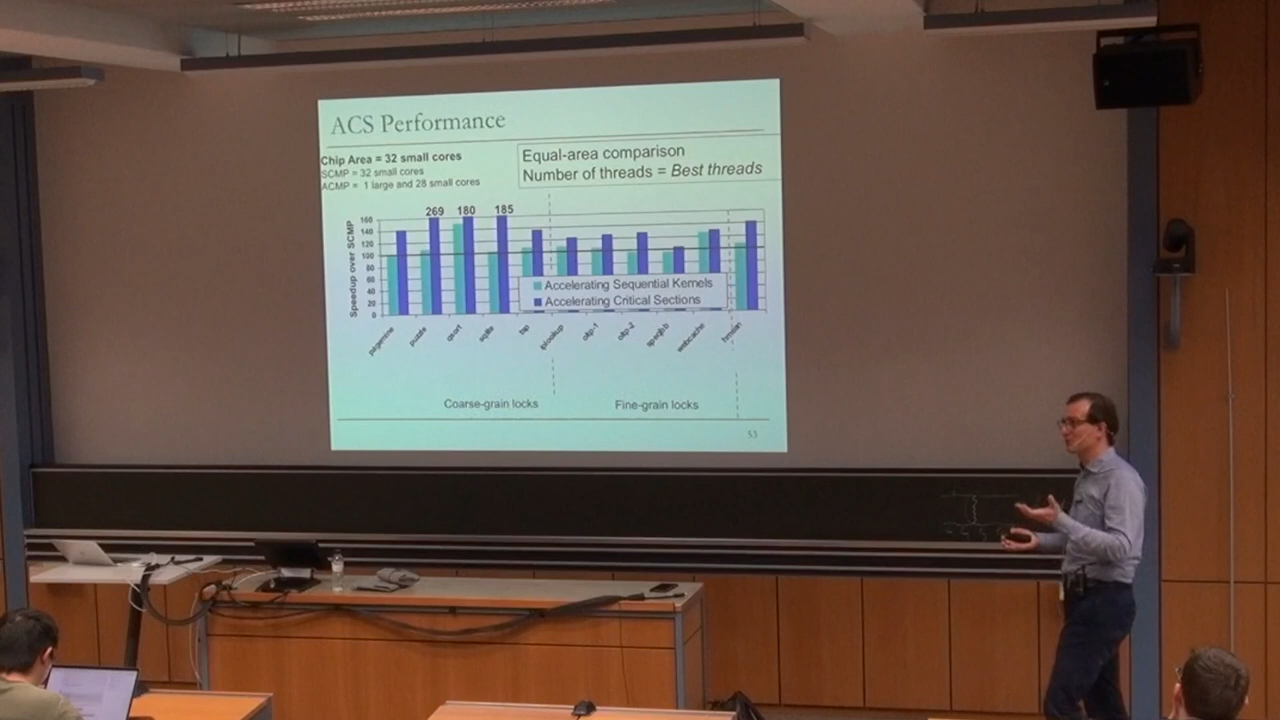 ACS Performance
Chip Area = 32 small cores
SCMP = 32 small cores
ACMP = 1 large and 28 small cores
Equal-area comparison
Number of threads = Best threads
269 180 185
Speedup over SCMP
160
140
120
100
80
60
40
20
0
Accelerating Sequential Kernels
Accelerating Critical Sections
pagemine
puzzle
qsort
sqlite
tsp
iplookup
oltp-1
oltp-2
specjbb
webcache
hmean
Coarse-grain locks
Fine-grain locks
53